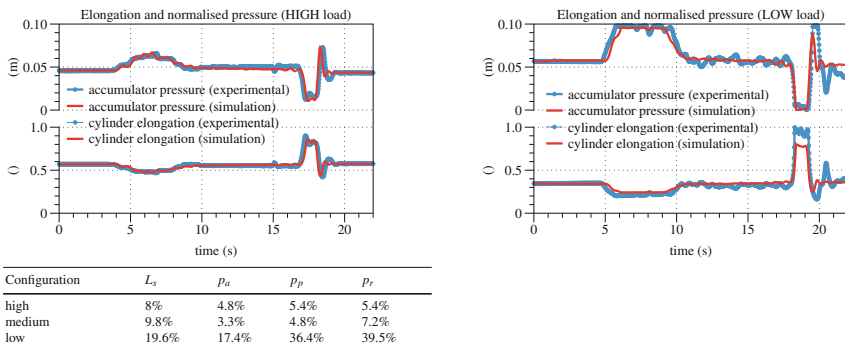 Elongation and normalised pressure (HIGH load)
0.10
0.05
0
(m)
accumulator pressure (experimental)
accumulator pressure (simulation)
cylinder elongation (experimental)
cylinder elongation (simulation)
1.0
0.5
0
()
0 5 10 15 20
time (s)
Elongation and normalised pressure (LOW load)
0.10
0.05
0
(m)
accumulator pressure (experimental)
accumulator pressure (simulation)
cylinder elongation (experimental)
cylinder elongation (simulation)
1.0
0.5
0
()
0 5 10 15 20
time (s)
Configuration L_s p_a p_p p_r
high 8% 4.8% 5.4% 5.4%
medium 9.8% 3.3% 4.8% 7.2%
low 19.6% 17.4% 36.4% 39.5%